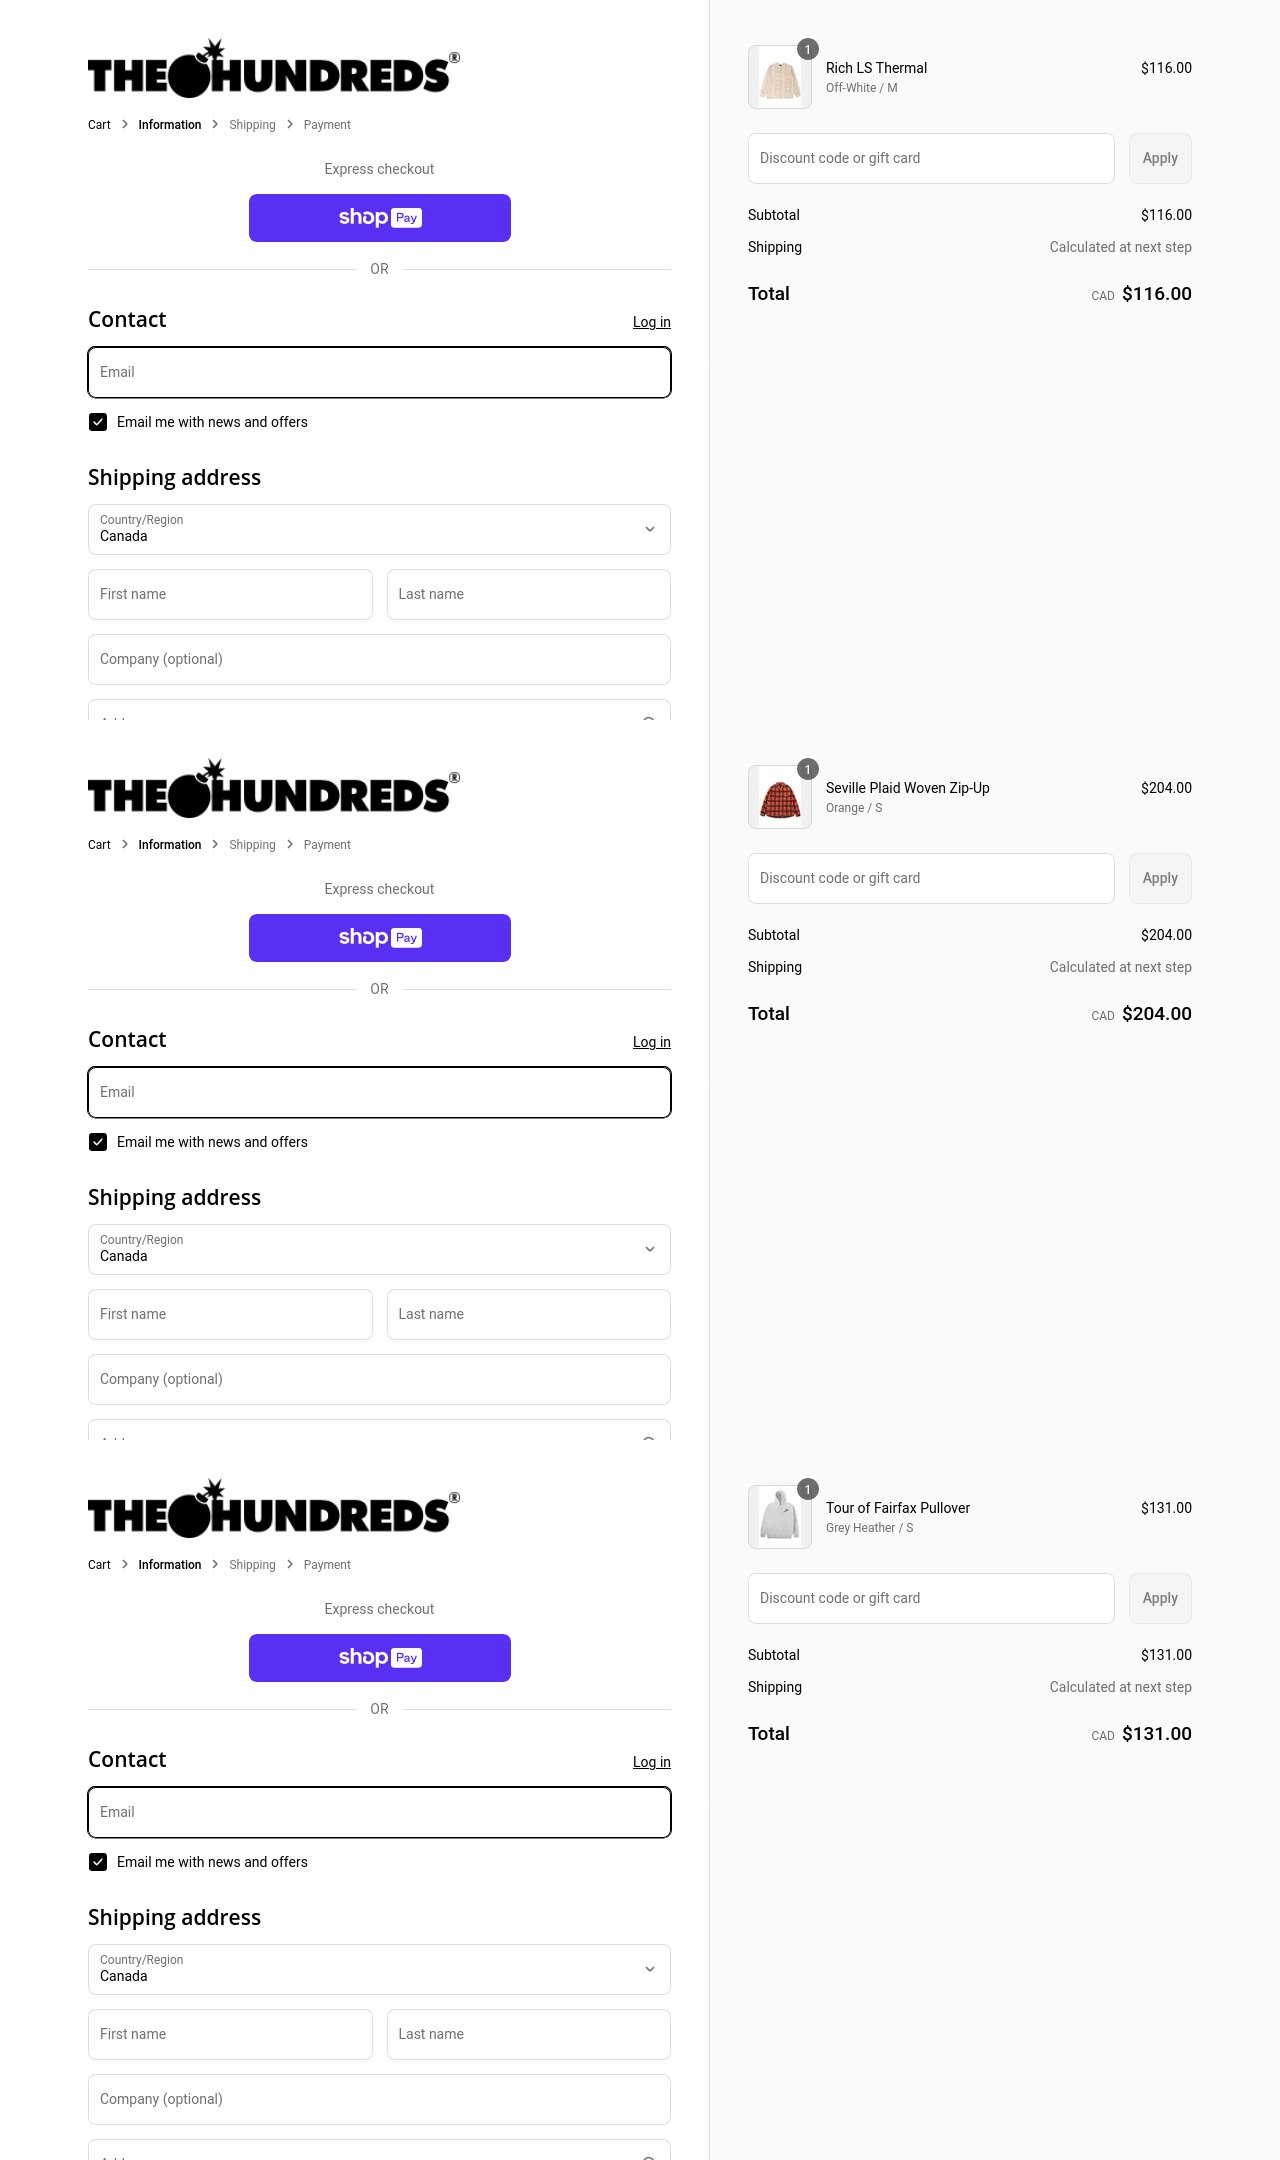 THE HUNDREDS®
Cart > Information > Shipping > Payment
Express checkout
shop Pay
OR
Contact
Log in
Email
Email me with news and offers
Shipping address
Country/Region
Canada
First name
Last name
Company (optional)
1
Rich LS Thermal
$116.00
Off-White / M
Discount code or gift card
Apply
Subtotal
$116.00
Shipping
Calculated at next step
Total
CAD $116.00
THE HUNDREDS®
Cart > Information > Shipping > Payment
Express checkout
shop Pay
OR
Contact
Log in
Email
Email me with news and offers
Shipping address
Country/Region
Canada
First name
Last name
Company (optional)
1
Seville Plaid Woven Zip-Up
$204.00
Orange / S
Discount code or gift card
Apply
Subtotal
$204.00
Shipping
Calculated at next step
Total
CAD $204.00
THE HUNDREDS®
Cart > Information > Shipping > Payment
Express checkout
shop Pay
OR
Contact
Log in
Email
Email me with news and offers
Shipping address
Country/Region
Canada
First name
Last name
Company (optional)
1
Tour of Fairfax Pullover
$131.00
Grey Heather / S
Discount code or gift card
Apply
Subtotal
$131.00
Shipping
Calculated at next step
Total
CAD $131.00